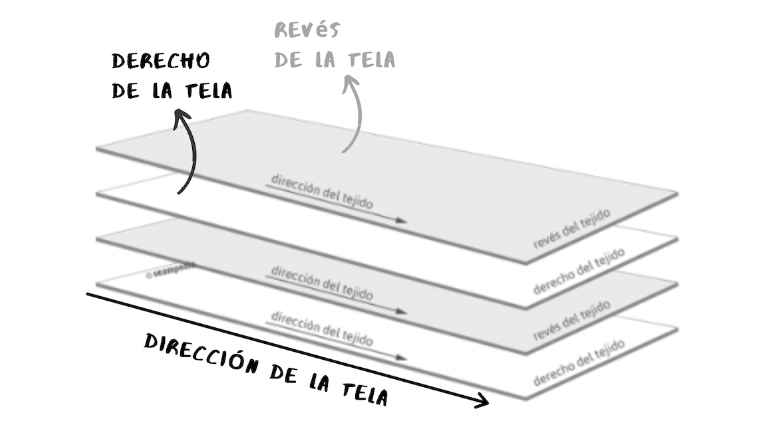 REVéS
DE LA TELA
DERECHO
DE LA TELA
dirección del tejido
revés del tejido
derecho del tejido
dirección del tejido
revés del tejido
dirección del tejido
derecho del tejido
DIRECCIÓN DE LA TELA